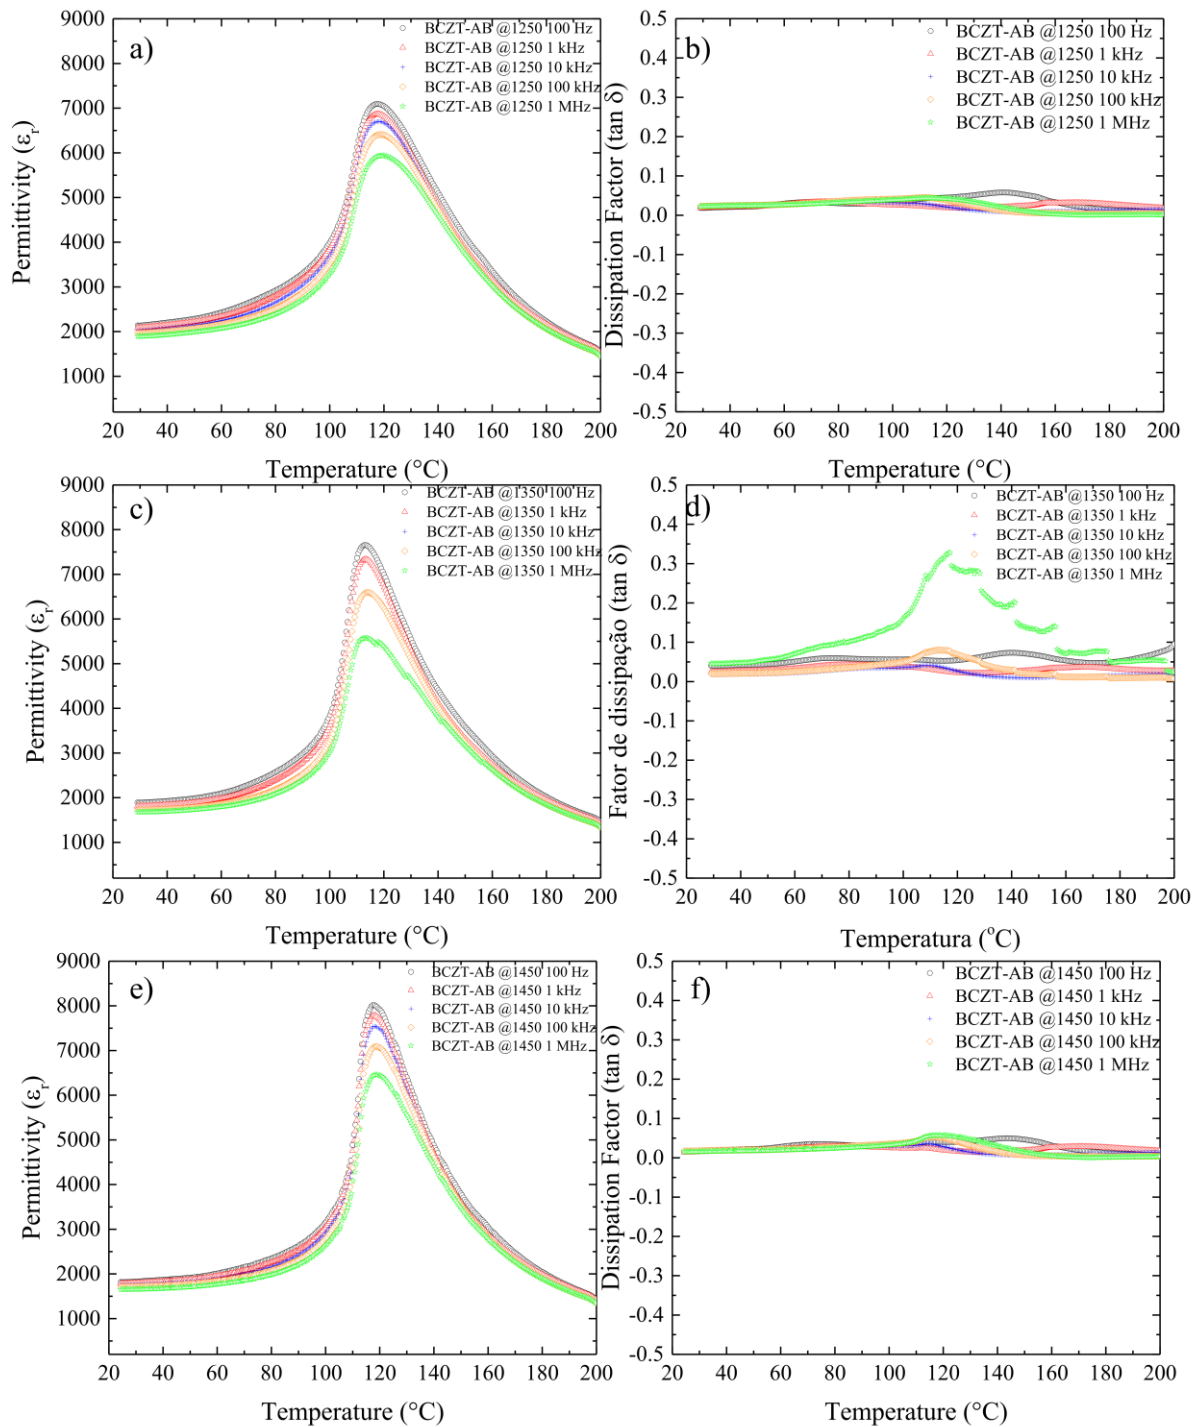 a)
BCZT-AB @1250 100 Hz
BCZT-AB @1250 1 kHz
BCZT-AB @1250 10 kHz
BCZT-AB @1250 100 kHz
BCZT-AB @1250 1 MHz
9000
8000
7000
6000
5000
4000
3000
2000
1000
Permittivity (εr)
20 40 60 80 100 120 140 160 180 200
Temperature (°C)
b)
BCZT-AB @1250 100 Hz
BCZT-AB @1250 1 kHz
BCZT-AB @1250 10 kHz
BCZT-AB @1250 100 kHz
BCZT-AB @1250 1 MHz
0.5
0.4
0.3
0.2
0.1
0.0
-0.1
-0.2
-0.3
-0.4
-0.5
Dissipation Factor (tan δ)
20 40 60 80 100 120 140 160 180 200
Temperature (°C)
c)
BCZT-AB @1350 100 Hz
BCZT-AB @1350 1 kHz
BCZT-AB @1350 10 kHz
BCZT-AB @1350 100 kHz
BCZT-AB @1350 1 MHz
9000
8000
7000
6000
5000
4000
3000
2000
1000
Permittivity (εr)
20 40 60 80 100 120 140 160 180 200
Temperature (°C)
d)
BCZT-AB @1350 100 Hz
BCZT-AB @1350 1 kHz
BCZT-AB @1350 10 kHz
BCZT-AB @1350 100 kHz
BCZT-AB @1350 1 MHz
0.5
0.4
0.3
0.2
0.1
0.0
-0.1
-0.2
-0.3
-0.4
-0.5
Fator de dissipação (tan δ)
20 40 60 80 100 120 140 160 180 200
Temperatura (°C)
e)
BCZT-AB @1450 100 Hz
BCZT-AB @1450 1 kHz
BCZT-AB @1450 10 kHz
BCZT-AB @1450 100 kHz
BCZT-AB @1450 1 MHz
9000
8000
7000
6000
5000
4000
3000
2000
1000
Permittivity (εr)
20 40 60 80 100 120 140 160 180 200
Temperature (°C)
f)
BCZT-AB @1450 100 Hz
BCZT-AB @1450 1 kHz
BCZT-AB @1450 10 kHz
BCZT-AB @1450 100 kHz
BCZT-AB @1450 1 MHz
0.5
0.4
0.3
0.2
0.1
0.0
-0.1
-0.2
-0.3
-0.4
-0.5
Dissipation Factor (tan δ)
20 40 60 80 100 120 140 160 180 200
Temperature (°C)